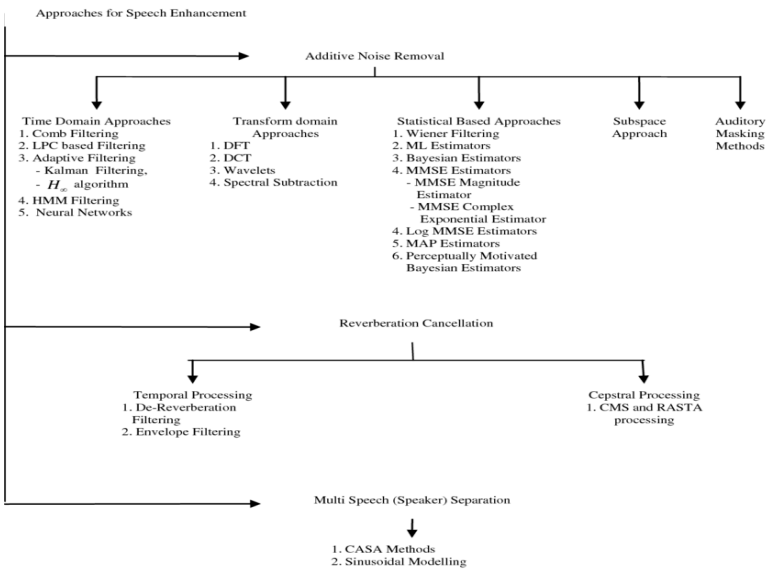 Approaches for Speech Enhancement
Additive Noise Removal
Time Domain Approaches
1. Comb Filtering
2. LPC based Filtering
3. Adaptive Filtering
- Kalman Filtering,
- H∞ algorithm
4. HMM Filtering
5. Neural Networks
Transform domain
Approaches
1. DFT
2. DCT
3. Wavelets
4. Spectral Subtraction
Statistical Based Approaches
1. Wiener Filtering
2. ML Estimators
3. Bayesian Estimators
4. MMSE Estimators
- MMSE Magnitude
Estimator
- MMSE Complex
Exponential Estimator
4. Log MMSE Estimators
5. MAP Estimators
6. Perceptually Motivated
Bayesian Estimators
Subspace
Approach
Auditory
Masking
Methods
Reverberation Cancellation
Temporal Processing
1. De-Reverberation
Filtering
2. Envelope Filtering
Cepstral Processing
1. CMS and RASTA
processing
Multi Speech (Speaker) Separation
1. CASA Methods
2. Sinusoidal Modelling